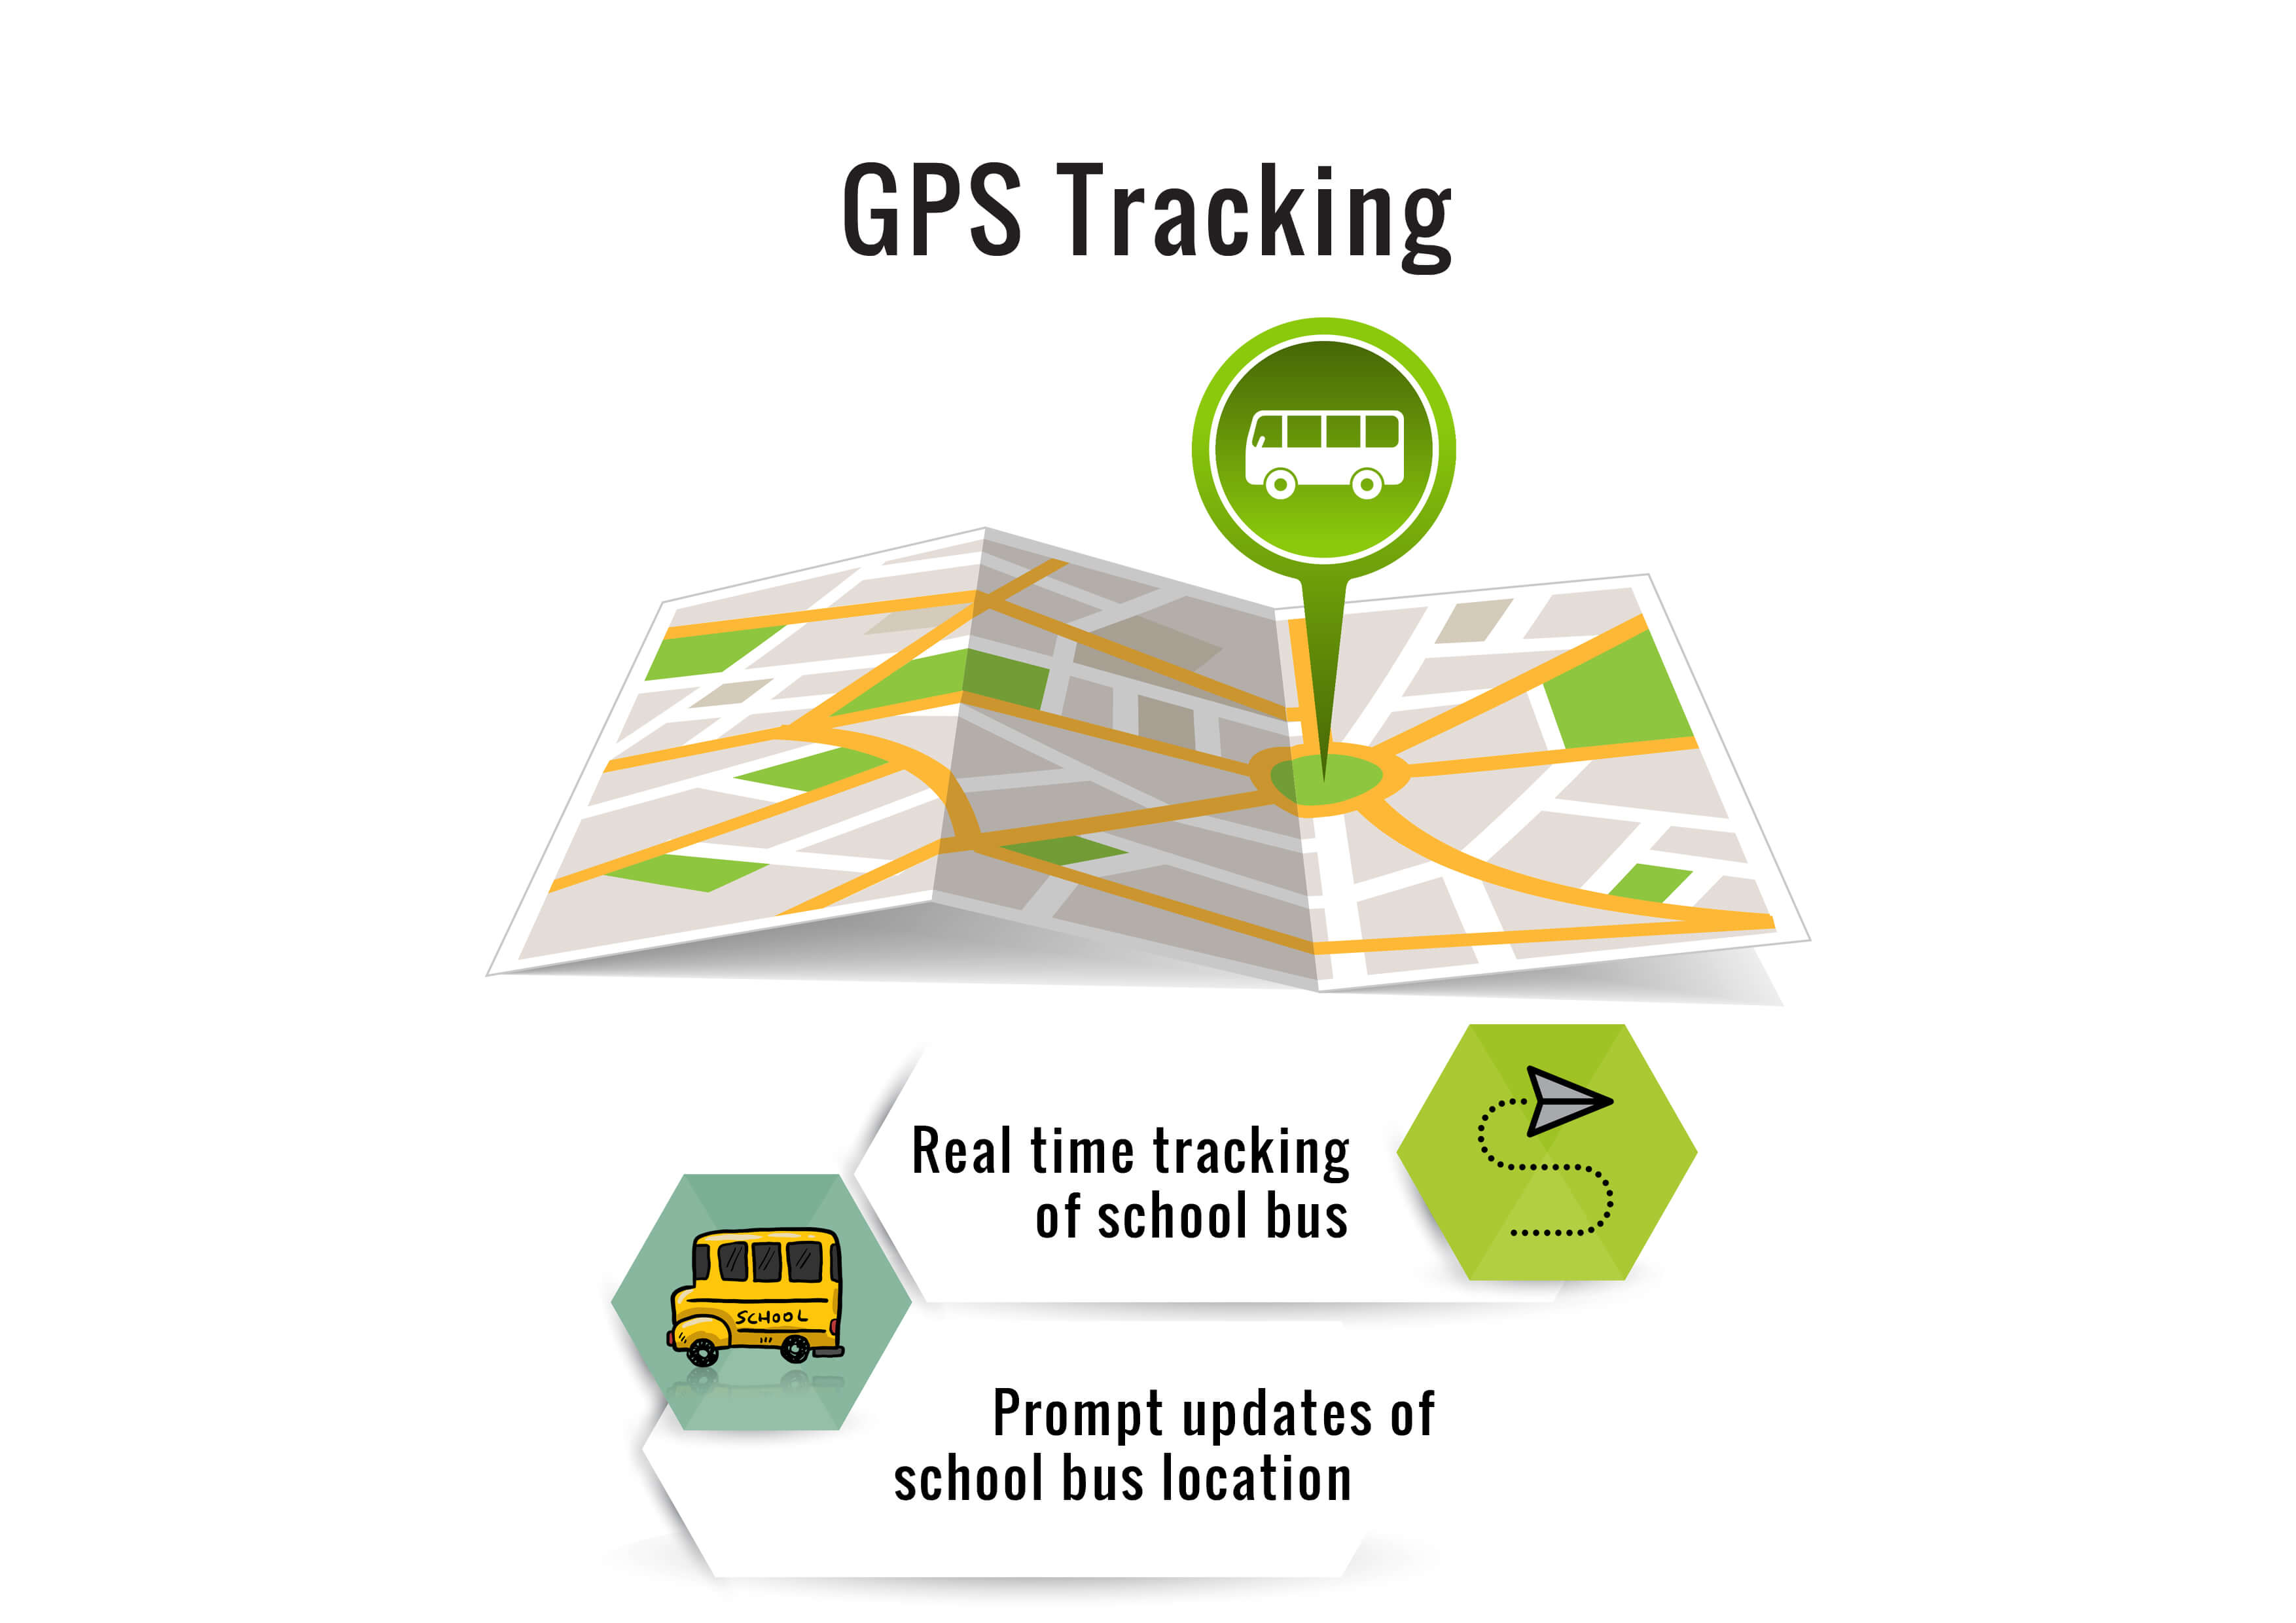 GPS Tracking
Real time tracking
of school bus
SCHOOL
Prompt updates of
school bus location